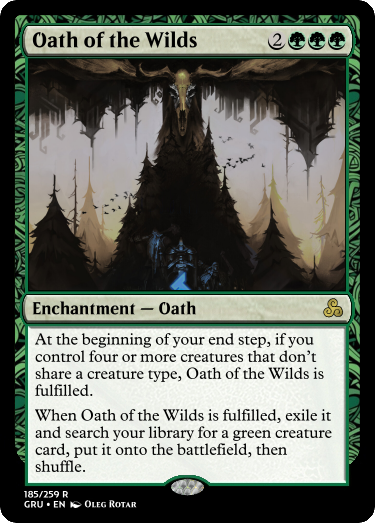 Oath of the Wilds 2
Enchantment — Oath
At the beginning of your end step, if you
control four or more creatures that don't
share a creature type, Oath of the Wilds is
fulfilled.
When Oath of the Wilds is fulfilled, exile it
and search your library for a green creature
card, put it onto the battlefield, then
shuffle.
185/259 R
GRU • EN Oleg Rotar